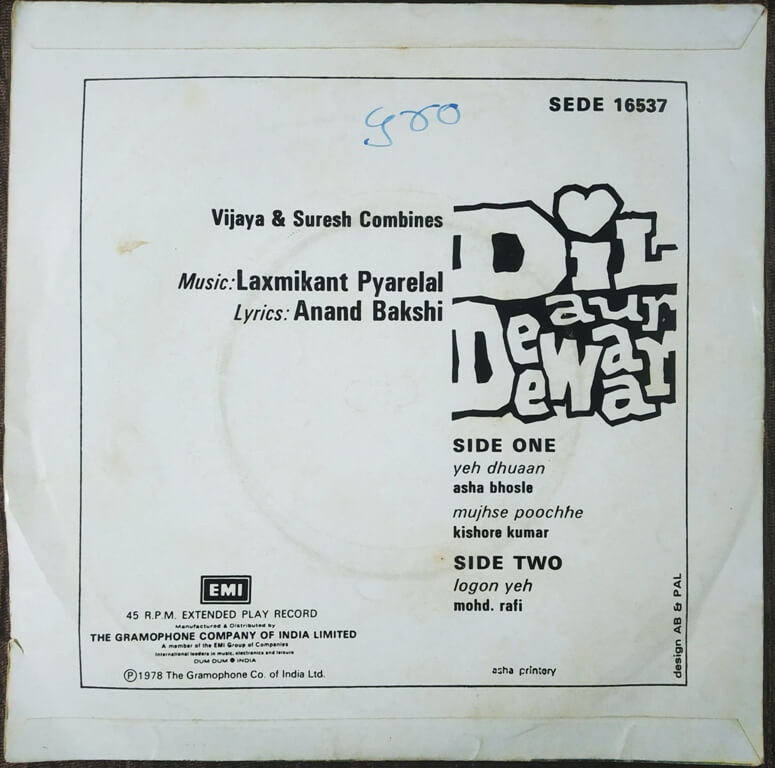 SEDE 16537
Vijaya & Suresh Combines
Music: Laxmikant Pyarelal
Lyrics: Anand Bakshi
DiL
aur
Deewaar
SIDE ONE
yeh dhuaan
asha bhosle
mujhse poochhe
kishore kumar
SIDE TWO
logon yeh
mohd. rafi
EMI
45 R.P.M. EXTENDED PLAY RECORD
Manufactured & Distributed by
THE GRAMOPHONE COMPANY OF INDIA LIMITED
A member of the EMI Group of Companies
International leaders in music, electronics and leisure
DUM DUM ● INDIA
Ⓟ1978 The Gramophone Co. of India Ltd.
asha printery
design AB & PAL